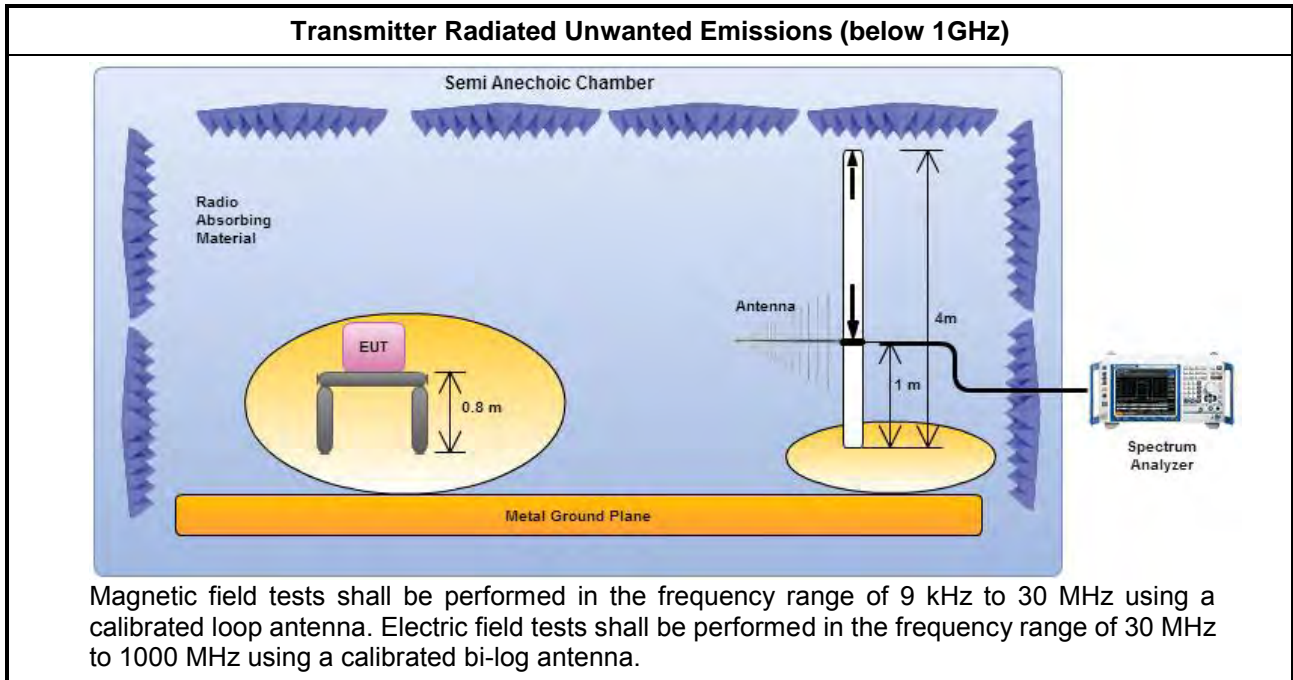 Transmitter Radiated Unwanted Emissions (below 1GHz)
Semi Anechoic Chamber
Radio
Absorbing
Material
Antenna
4m
EUT
1 m
0.8 m
Spectrum
Analyzer
Metal Ground Plane
Magnetic field tests shall be performed in the frequency range of 9 kHz to 30 MHz using a
calibrated loop antenna. Electric field tests shall be performed in the frequency range of 30 MHz
to 1000 MHz using a calibrated bi-log antenna.